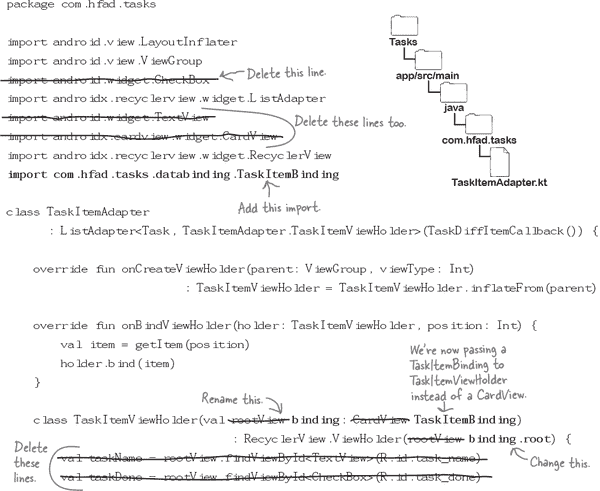 package com.hfad.tasks
import android.view.LayoutInflater
import android.view.ViewGroup
import android.widget.CheckBox
Delete this line.
import androidx.recyclerview.widget.ListAdapter
import android.widget.TextView
import androidx.cardview.widget.CardView
Delete these lines too.
import androidx.recyclerview.widget.RecyclerView
import com.hfad.tasks.databinding.TaskItemBinding
Add this import.
Tasks
app/src/main
java
com.hfad.tasks
TaskItemAdapter.kt
class TaskItemAdapter
: ListAdapter<Task, TaskItemAdapter.TaskItemViewHolder>(TaskDiffItemCallback()) {
override fun onCreateViewHolder(parent: ViewGroup, viewType: Int)
: TaskItemViewHolder = TaskItemViewHolder.inflateFrom(parent)
override fun onBindViewHolder(holder: TaskItemViewHolder, position: Int) {
val item = getItem(position)
holder.bind(item)
}
We're now passing a
TaskItemBinding to
TaskItemViewHolder
instead of a CardView.
Rename this.
class TaskItemViewHolder(val rootView binding: CardView TaskItemBinding)
: RecyclerView.ViewHolder(rootView binding.root) {
Change this.
Delete
these
lines.
val taskName = rootView.findViewById<TextView>(R.id.task_name)
val taskDone = rootView.findViewById<CheckBox>(R.id.task_done)